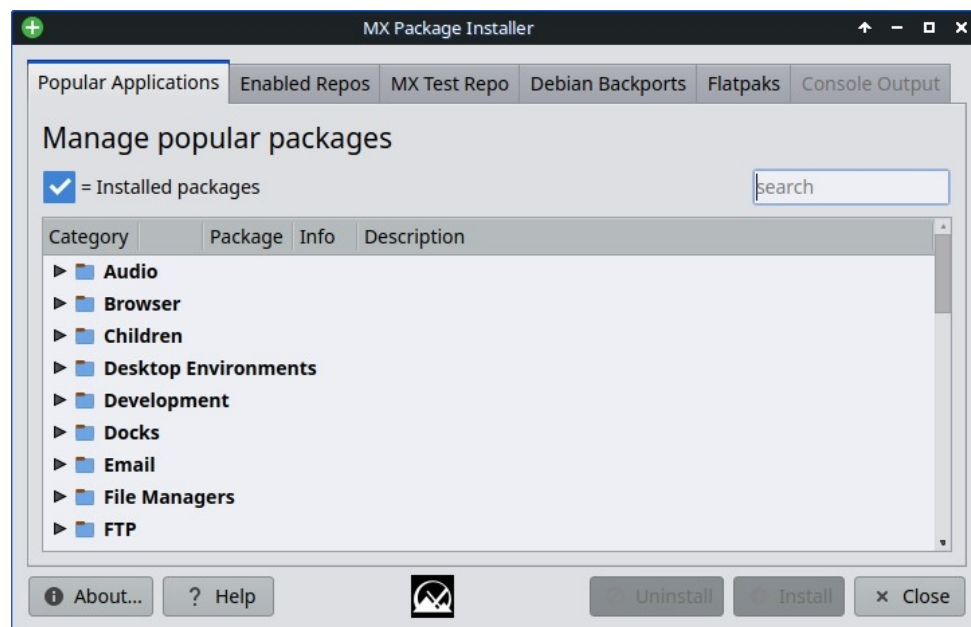 MX Package Installer
Popular Applications Enabled Repos MX Test Repo Debian Backports Flatpaks Console Output
Manage popular packages
= Installed packages search
Category Package Info Description
Audio
Browser
Children
Desktop Environments
Development
Docks
Email
File Managers
FTP
About... ? Help Uninstall Install Close